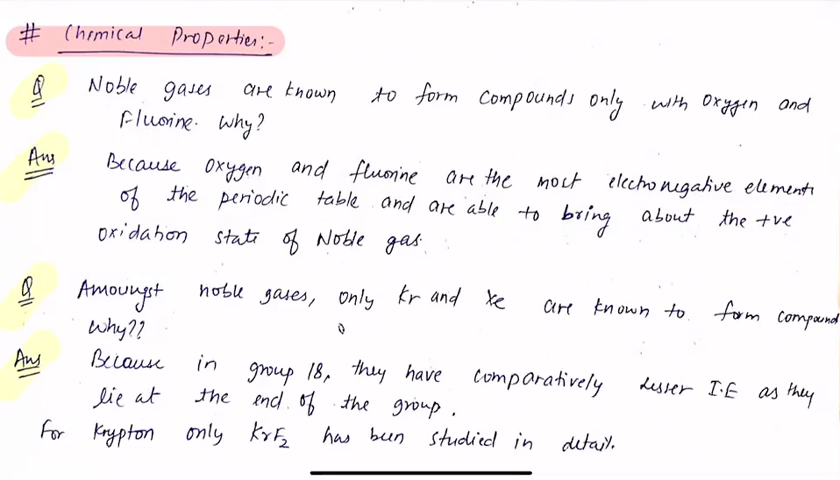 # Chemical Properties:-
Q Noble gases are known to form compounds only with oxygen and
fluorine. Why?
Ans Because oxygen and fluorine are the most electronegative elements
of the periodic table and are able to bring about the +ve
oxidation state of Noble gas.
Q Amoungst noble gases, only Kr and Xe are known to form compound
Why??
Ans Because in group 18, they have comparatively lesser I.E as they
lie at the end of the group.
For Krypton only KrF₂ has been studied in detail.